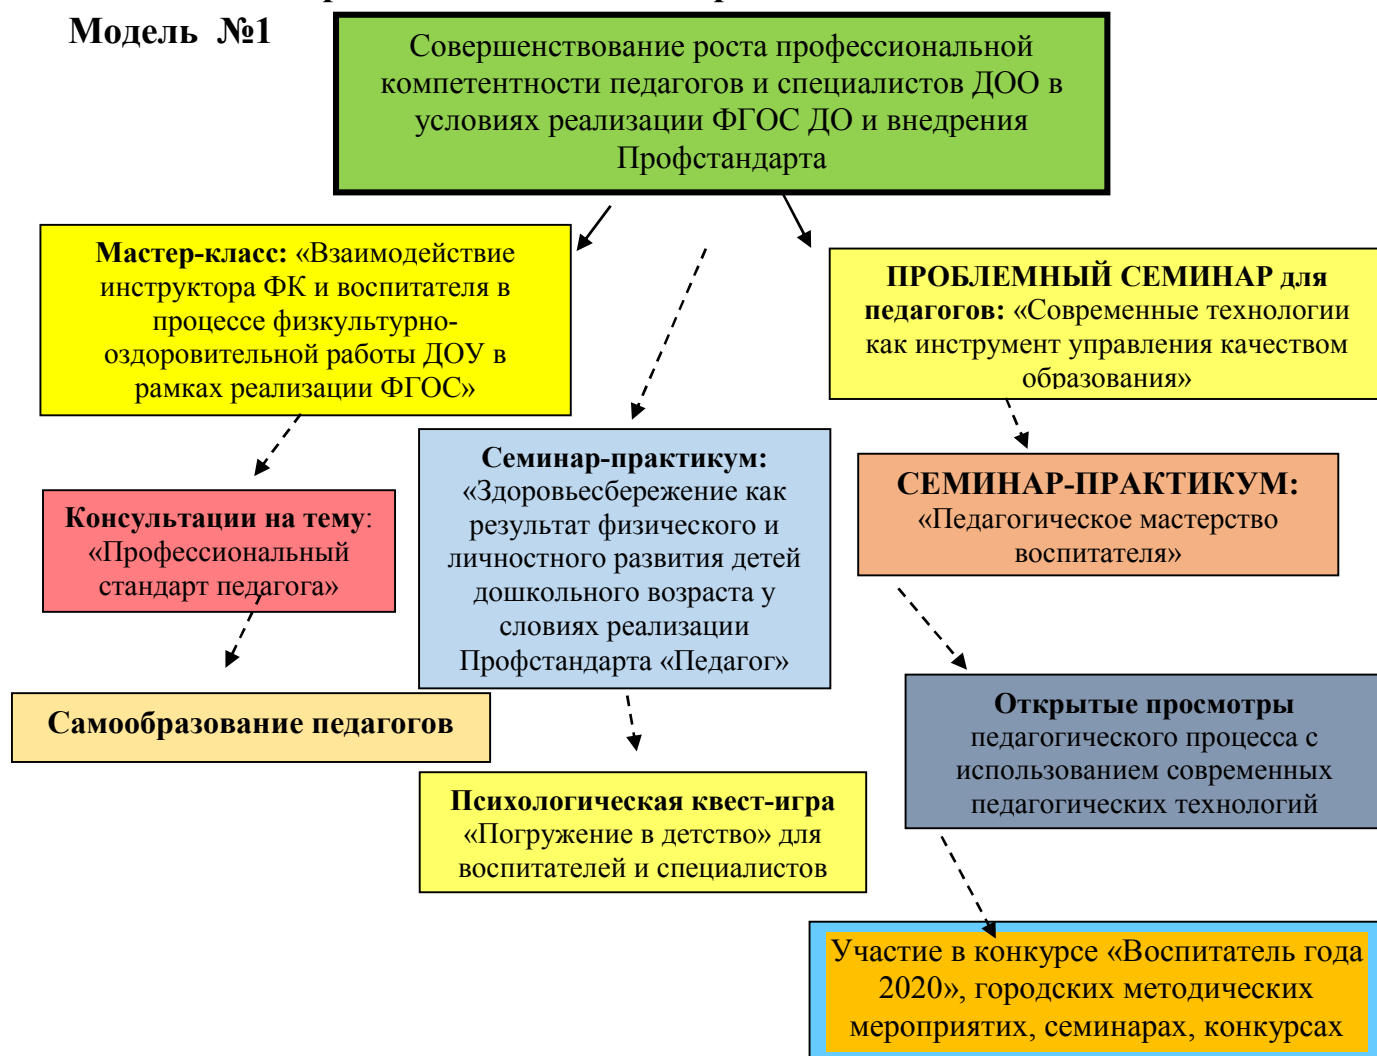 Модель №1
Совершенствование роста профессиональной
компетентности педагогов и специалистов ДОО в
условиях реализации ФГОС ДО и внедрения
Профстандарта
Мастер-класс: «Взаимодействие
инструктора ФК и воспитателя в
процессе физкультурно-
оздоровительной работы ДОУ в
рамках реализации ФГОС»
ПРОБЛЕМНЫЙ СЕМИНАР для
педагогов: «Современные технологии
как инструмент управления качеством
образования»
Консультации на тему:
«Профессиональный
стандарт педагога»
Семинар-практикум:
«Здоровьесбережение как
результат физического и
личностного развития детей
дошкольного возраста у
словиях реализации
Профстандарта «Педагог»
СЕМИНАР-ПРАКТИКУМ:
«Педагогическое мастерство
воспитателя»
Самообразование педагогов
Открытые просмотры
педагогического процесса с
использованием современных
педагогических технологий
Психологическая квест-игра
«Погружение в детство» для
воспитателей и специалистов
Участие в конкурсе «Воспитатель года
2020», городских методических
мероприятих, семинарах, конкурсах